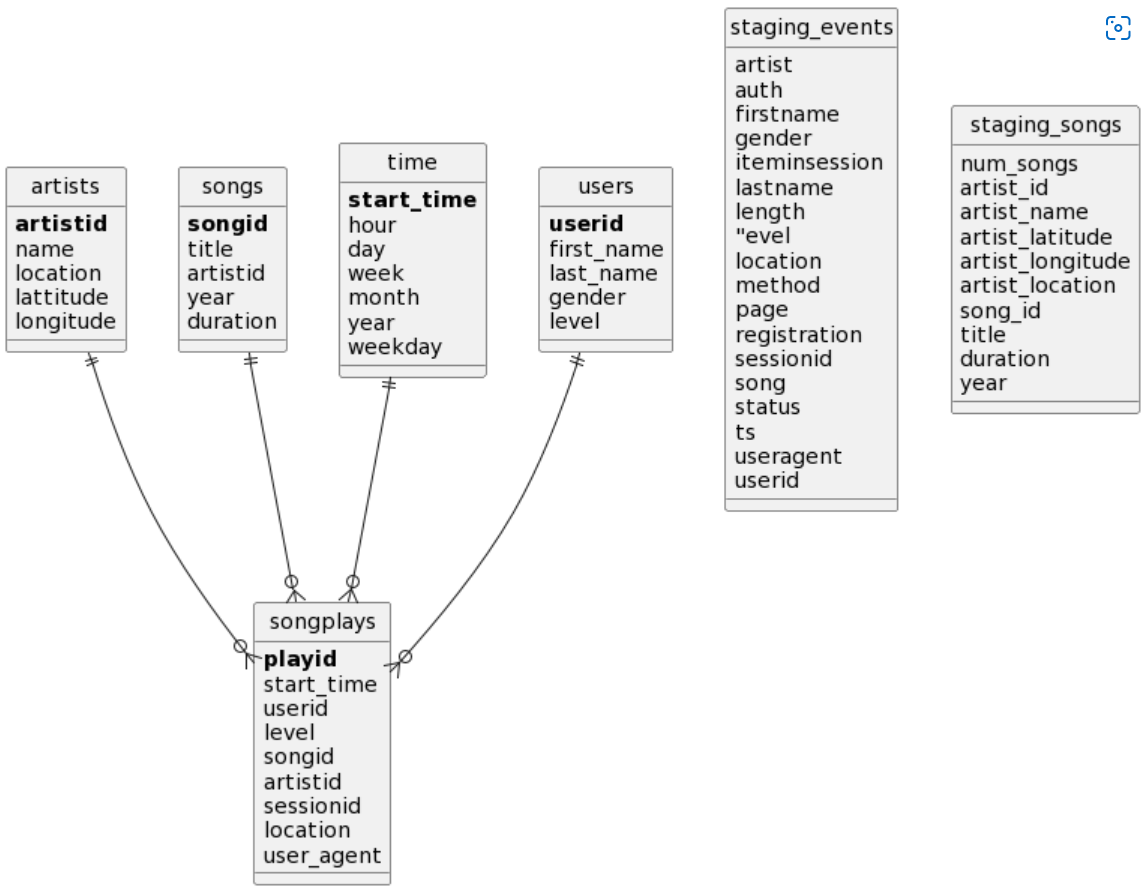 artists
artistid
name
location
lattitude
longitude
songs
songid
title
artistid
year
duration
time
start_time
hour
day
week
month
year
weekday
users
userid
first_name
last_name
gender
level
staging_events
artist
auth
firstname
gender
iteminsession
lastname
length
"evel
location
method
page
registration
sessionid
song
status
ts
useragent
userid
staging_songs
num_songs
artist_id
artist_name
artist_latitude
artist_longitude
artist_location
song_id
title
duration
year
songplays
playid
start_time
userid
level
songid
artistid
sessionid
location
user_agent